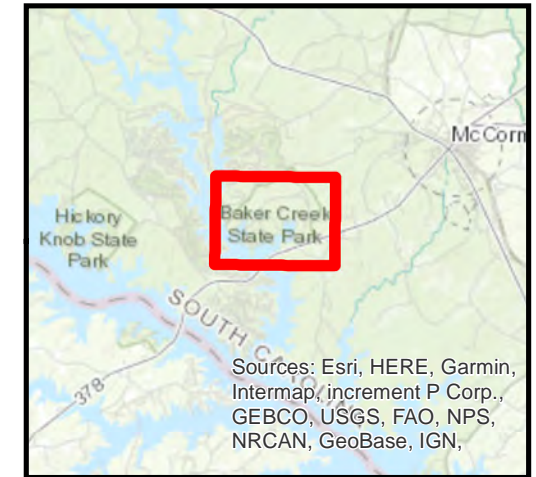 McCorm
Hickory
Knob State
Park
Baker Creek
State Park
SOUTH CAROLINA
378
Sources: Esri, HERE, Garmin,
Intermap, increment P Corp.,
GEBCO, USGS, FAO, NPS,
NRCAN, GeoBase, IGN,